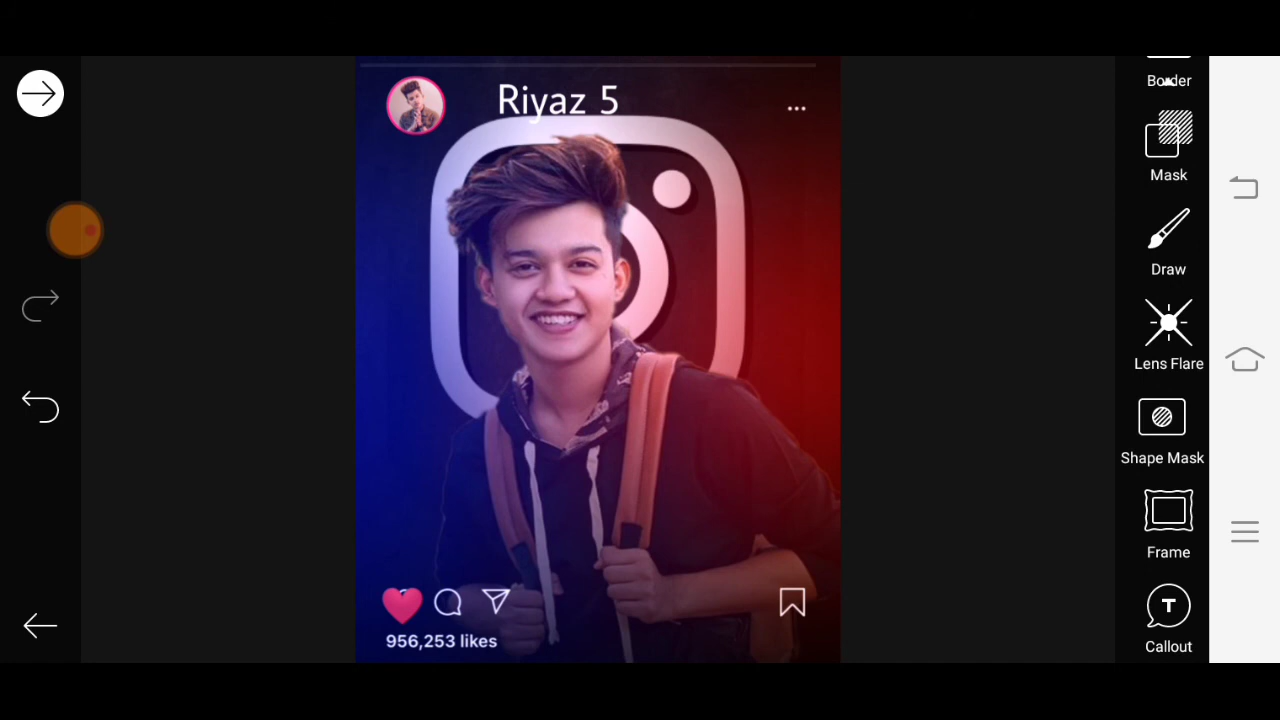 Riyaz 5
956,253 likes
Border
Mask
Draw
Lens Flare
Shape Mask
Frame
T
Callout